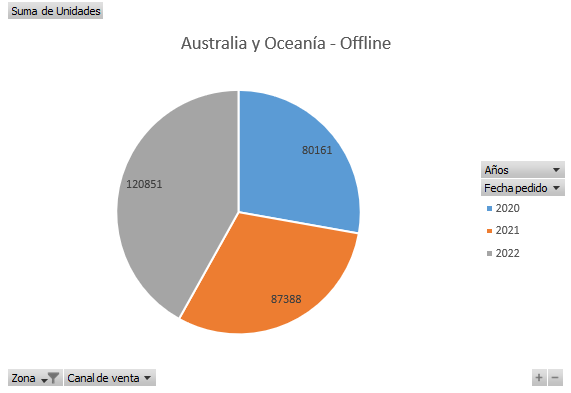 Suma de Unidades
Australia y Oceanía - Offline
80161
120851
87388
Años
Fecha pedido
2020
2021
2022
Zona
Canal de venta
+ −